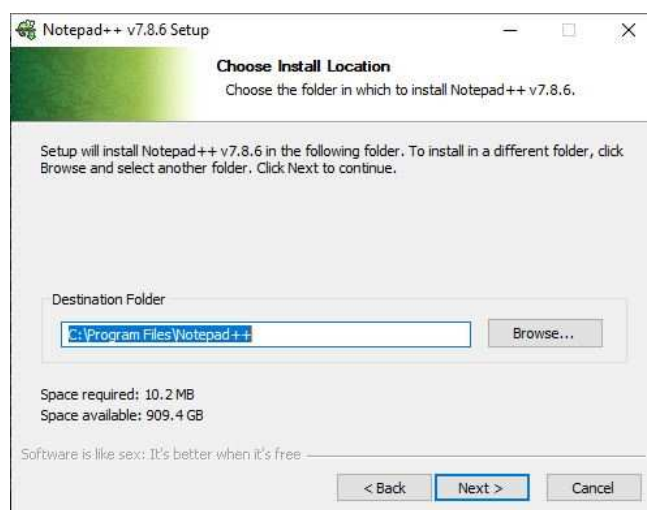 Notepad++ v7.8.6 Setup
Choose Install Location
Choose the folder in which to install Notepad++ v7.8.6.
Setup will install Notepad++ v7.8.6 in the following folder. To install in a different folder, click
Browse and select another folder. Click Next to continue.
Destination Folder
C:\Program Files\Notepad++
Browse...
Space required: 10.2 MB
Space available: 909.4 GB
Software is like sex: It's better when it's free
< Back
Next >
Cancel